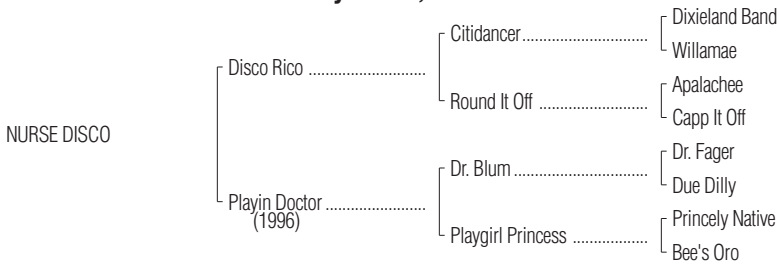 Dixieland Band
Citidancer..............................
Willamae
Disco Rico ............................
Apalachee
Round It Off ..........................
Capp It Off
NURSE DISCO
Dr. Fager
Dr. Blum................................
Due Dilly
Playin Doctor ........................
(1996)
Princely Native
Playgirl Princess ..................
Bee's Oro